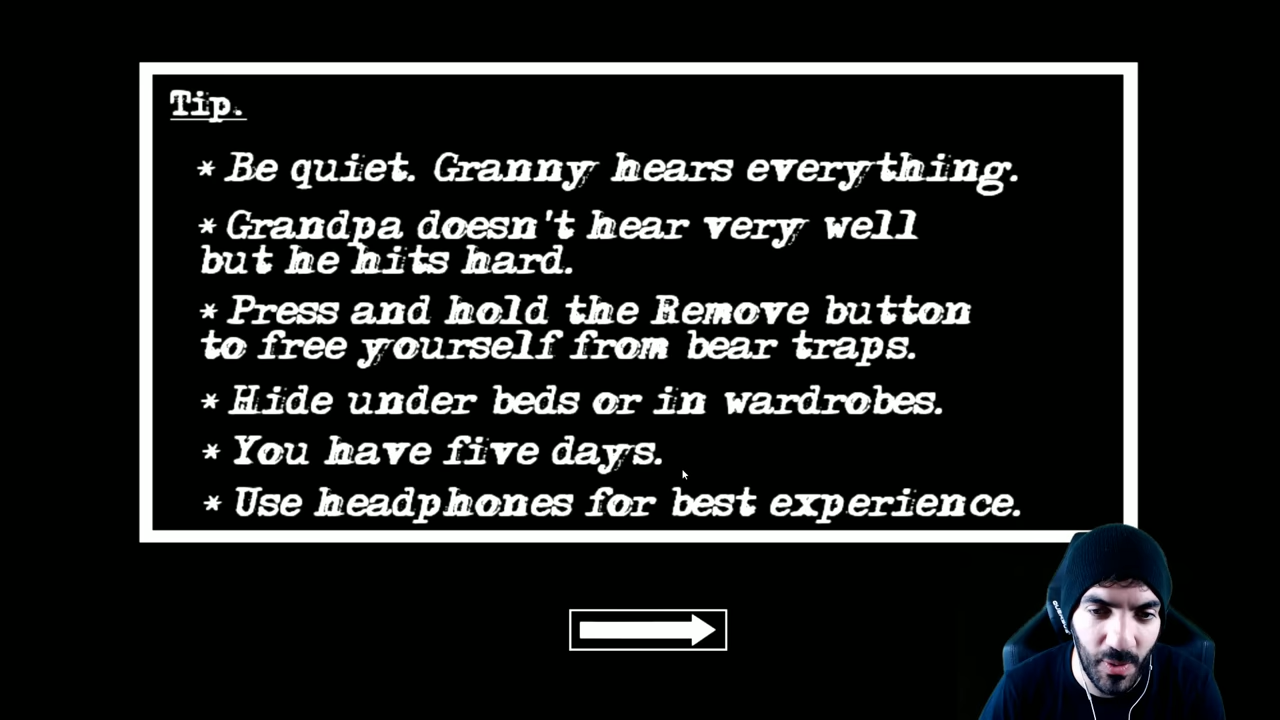 Tip.
* Be quiet. Granny hears everything.
* Grandpa doesn't hear very well
but he hits hard.
* Press and hold the Remove button
to free yourself from bear traps.
* Hide under beds or in wardrobes.
* You have five days.
* Use headphones for best experience.